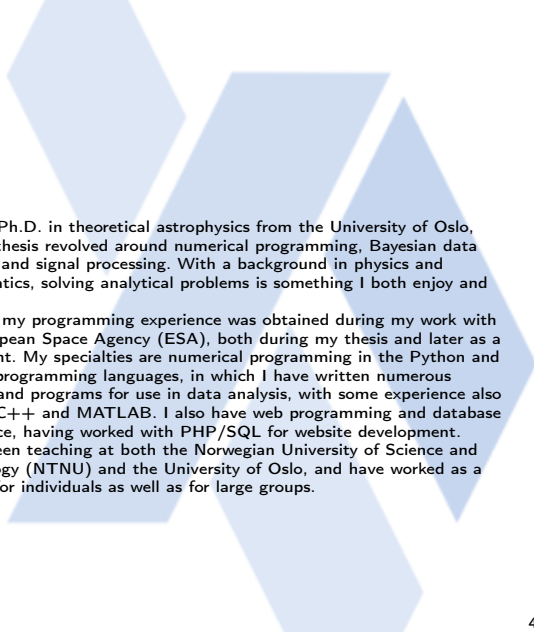 Ph.D. in theoretical astrophysics from the University of Oslo,
thesis revolved around numerical programming, Bayesian data
and signal processing. With a background in physics and
tics, solving analytical problems is something I both enjoy and
my programming experience was obtained during my work with
pean Space Agency (ESA), both during my thesis and later as a
nt. My specialties are numerical programming in the Python and
programming languages, in which I have written numerous
and programs for use in data analysis, with some experience also
C++ and MATLAB. I also have web programming and database
ce, having worked with PHP/SQL for website development.
een teaching at both the Norwegian University of Science and
gy (NTNU) and the University of Oslo, and have worked as a
or individuals as well as for large groups.
4